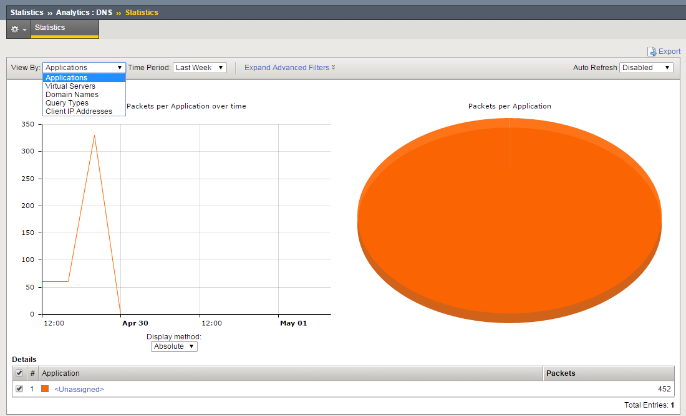 Statistics ›› Analytics : DNS ›› Statistics
Statistics
Export
View By: Applications Time Period: Last Week Expand Advanced Filters Auto Refresh Disabled
Applications
Virtual Servers
Domain Names
Query Types
Client IP Addresses
Packets per Application over time
Packets per Application
350
300
250
200
150
100
50
0
12:00 Apr 30 12:00 May 01
Display method:
Absolute
Details
# Application Packets
1 <Unassigned> 452
Total Entries: 1